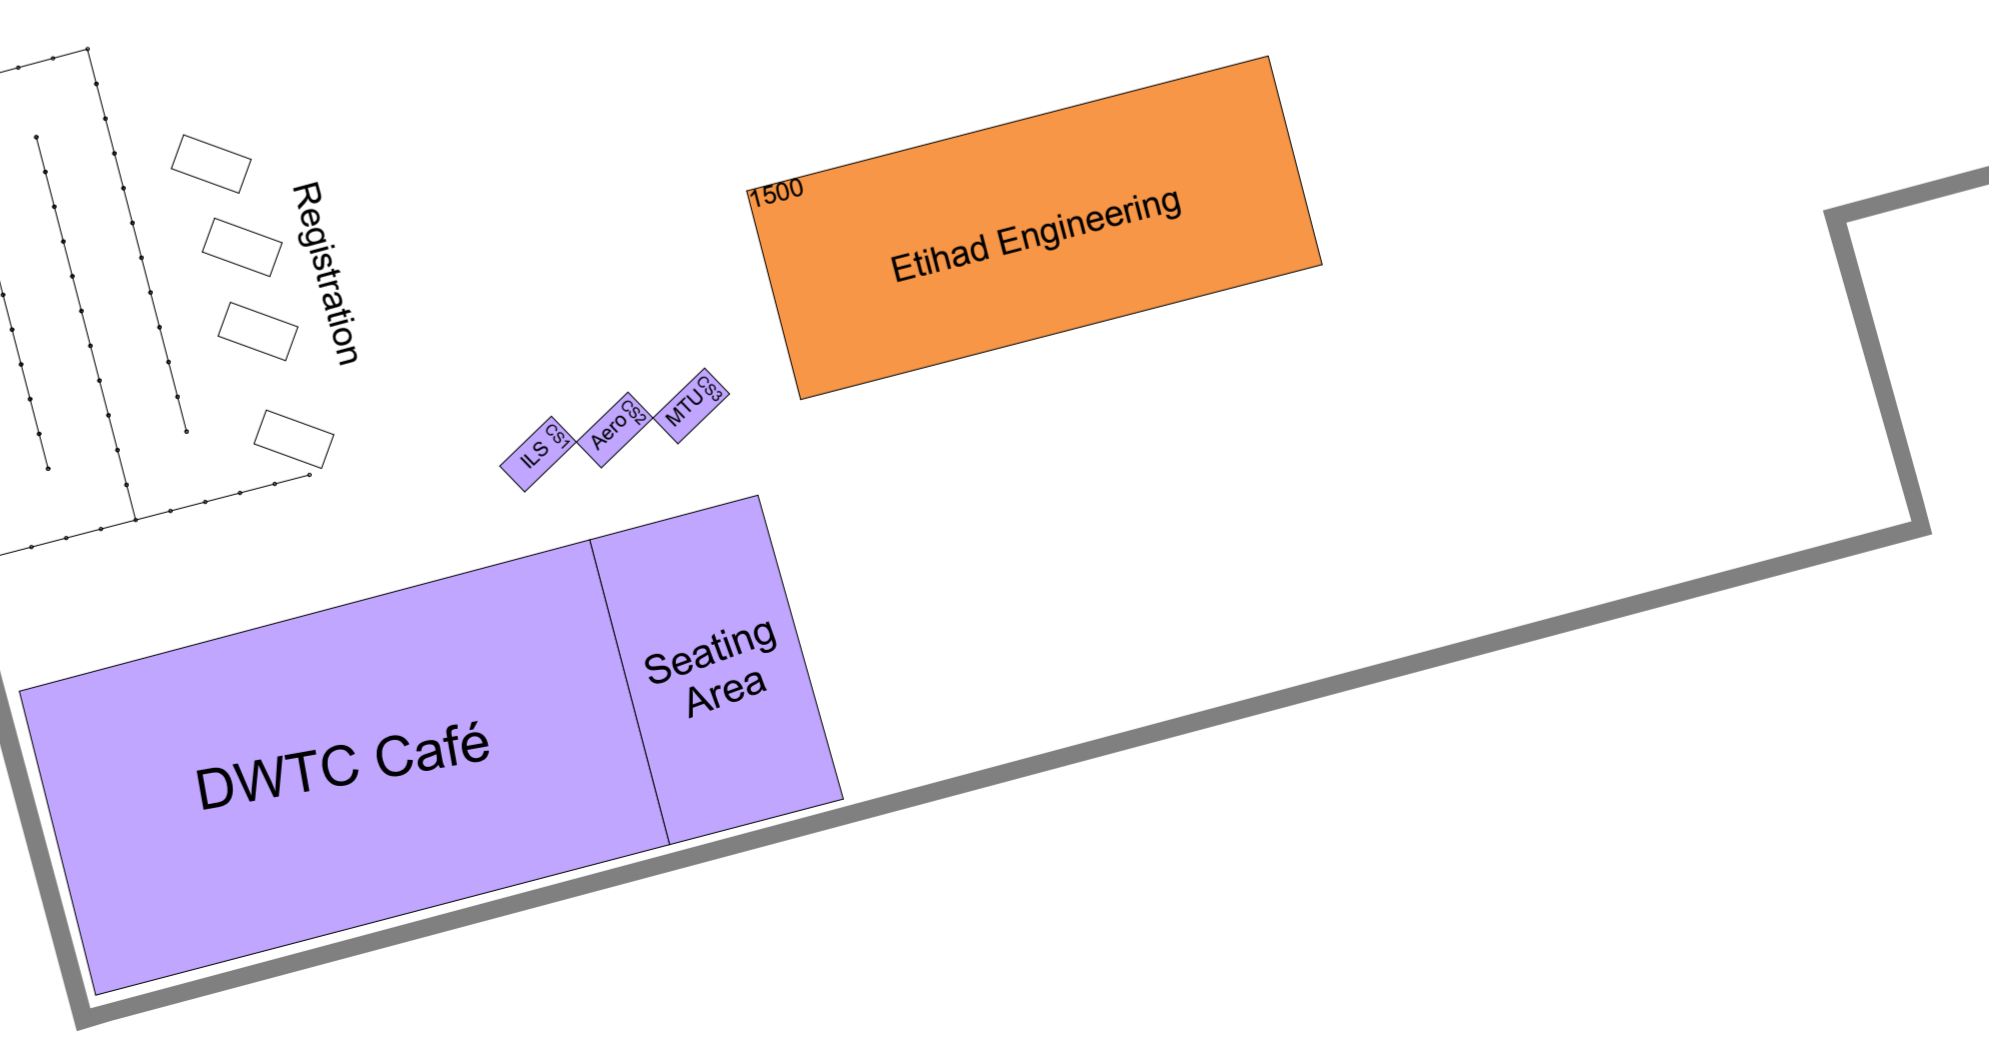 Registration
1500
Etihad Engineering
ILS CS1
Aero CS2
MTU CS3
Seating
Area
DWTC Café